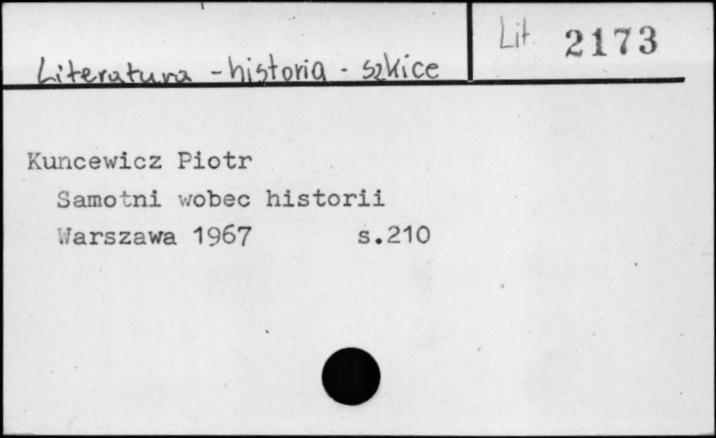 Lit. 2173
Literatura - historia - szkice
Kuncewicz Piotr
Samotni wobec historii
Warszawa 1967 s.210